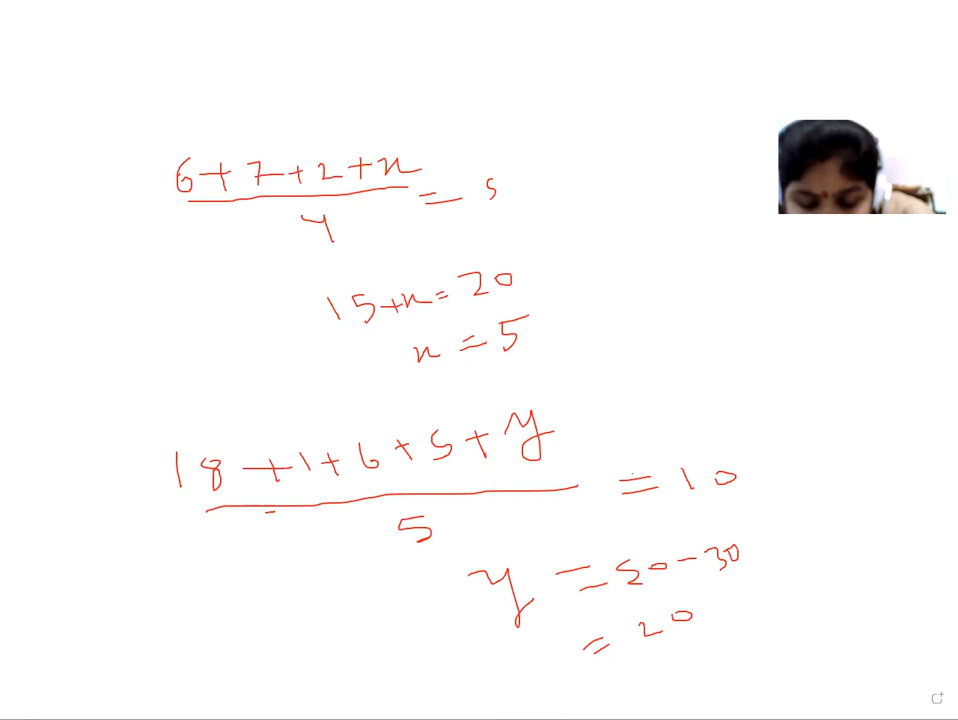 6+7+2+x
4
= 5
15+x=20
x = 5
18+1+6+5+y
5
= 10
y = 50-30
= 20